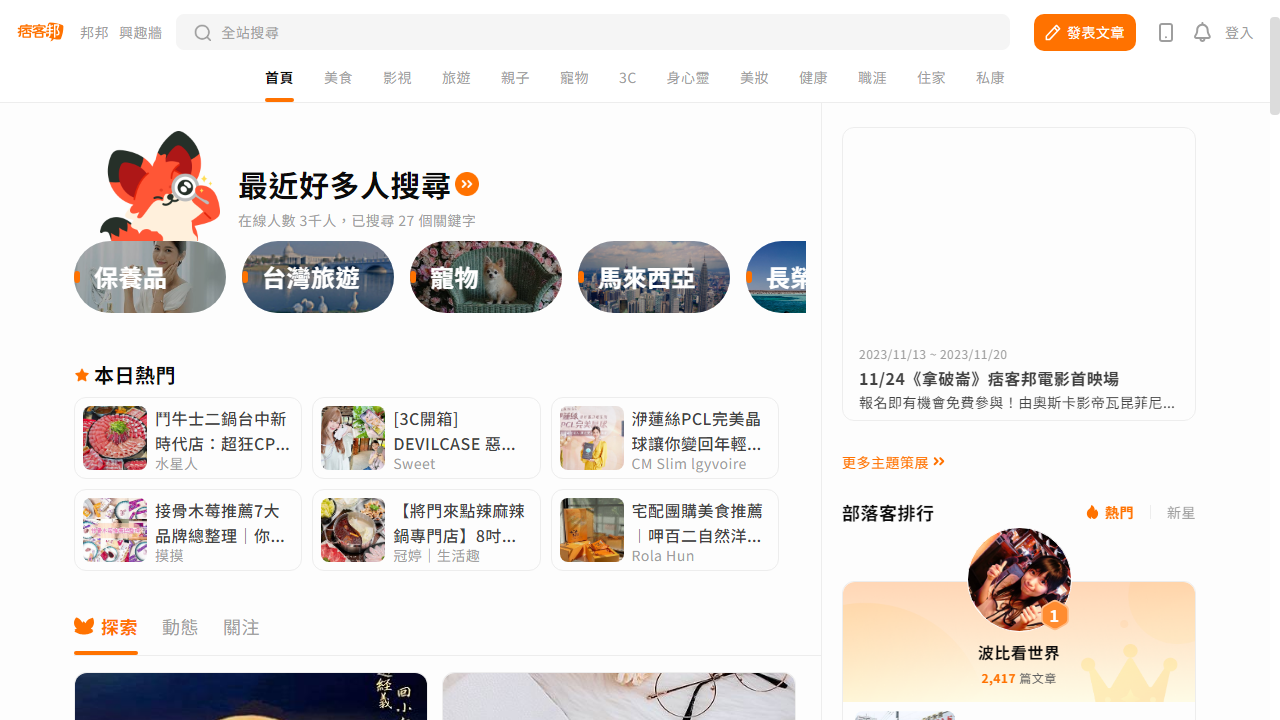 痞客邦
邦邦
興趣牆
全站搜尋
發表文章
登入
首頁
美食
影視
旅遊
親子
寵物
3C
身心靈
美妝
健康
職涯
住家
私康
最近好多人搜尋
在線人數 3千人，已搜尋 27 個關鍵字
保養品
台灣旅遊
寵物
馬來西亞
長榮
本日熱門
鬥牛士二鍋台中新
時代店：超狂CP...
水星人
[3C開箱]
DEVILCASE 惡...
Sweet
洢蓮絲PCL完美晶
球讓你變回年輕...
CM Slim lgyvoire
接骨木莓推薦7大
品牌總整理｜你...
摸摸
【將門來點辣麻辣
鍋專門店】8吋...
冠婷｜生活趣
宅配團購美食推薦
｜呷百二自然洋...
Rola Hun
探索
動態
關注
2023/11/13 ~ 2023/11/20
11/24《拿破崙》痞客邦電影首映場
報名即有機會免費參與！由奧斯卡影帝瓦昆菲尼...
更多主題策展
部落客排行
熱門
新星
1
波比看世界
2,417 篇文章